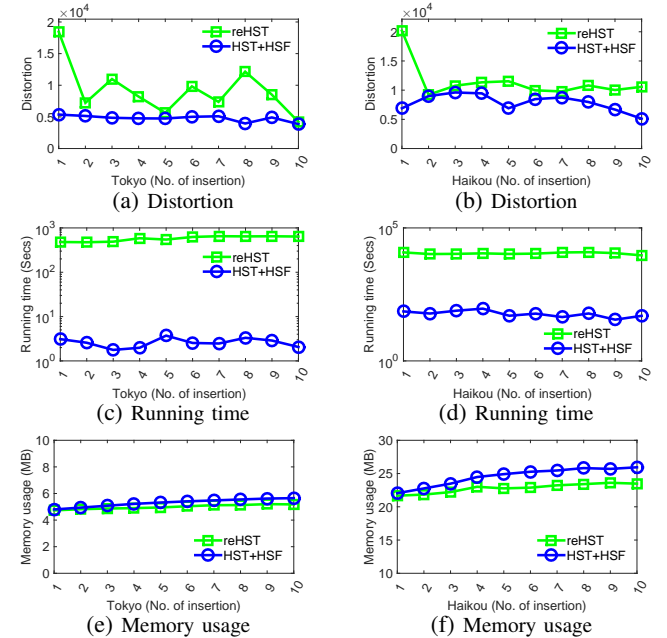 ×10⁴
2
1.5
1
0.5
0
Distortion
reHST
HST+HSF
1 2 3 4 5 6 7 8 9 10
Tokyo (No. of insertion)
(a) Distortion
×10⁴
2
1.5
1
0.5
0
Distortion
reHST
HST+HSF
1 2 3 4 5 6 7 8 9 10
Haikou (No. of insertion)
(b) Distortion
10³
10²
10¹
10⁰
Running time (Secs)
reHST
HST+HSF
1 2 3 4 5 6 7 8 9 10
Tokyo (No. of insertion)
(c) Running time
10⁵
10⁰
Running time (Secs)
reHST
HST+HSF
1 2 3 4 5 6 7 8 9 10
Haikou (No. of insertion)
(d) Running time
10
8
6
4
2
0
Memory usage (MB)
reHST
HST+HSF
1 2 3 4 5 6 7 8 9 10
Tokyo (No. of insertion)
(e) Memory usage
30
25
20
15
10
Memory usage (MB)
reHST
HST+HSF
1 2 3 4 5 6 7 8 9 10
Haikou (No. of insertion)
(f) Memory usage